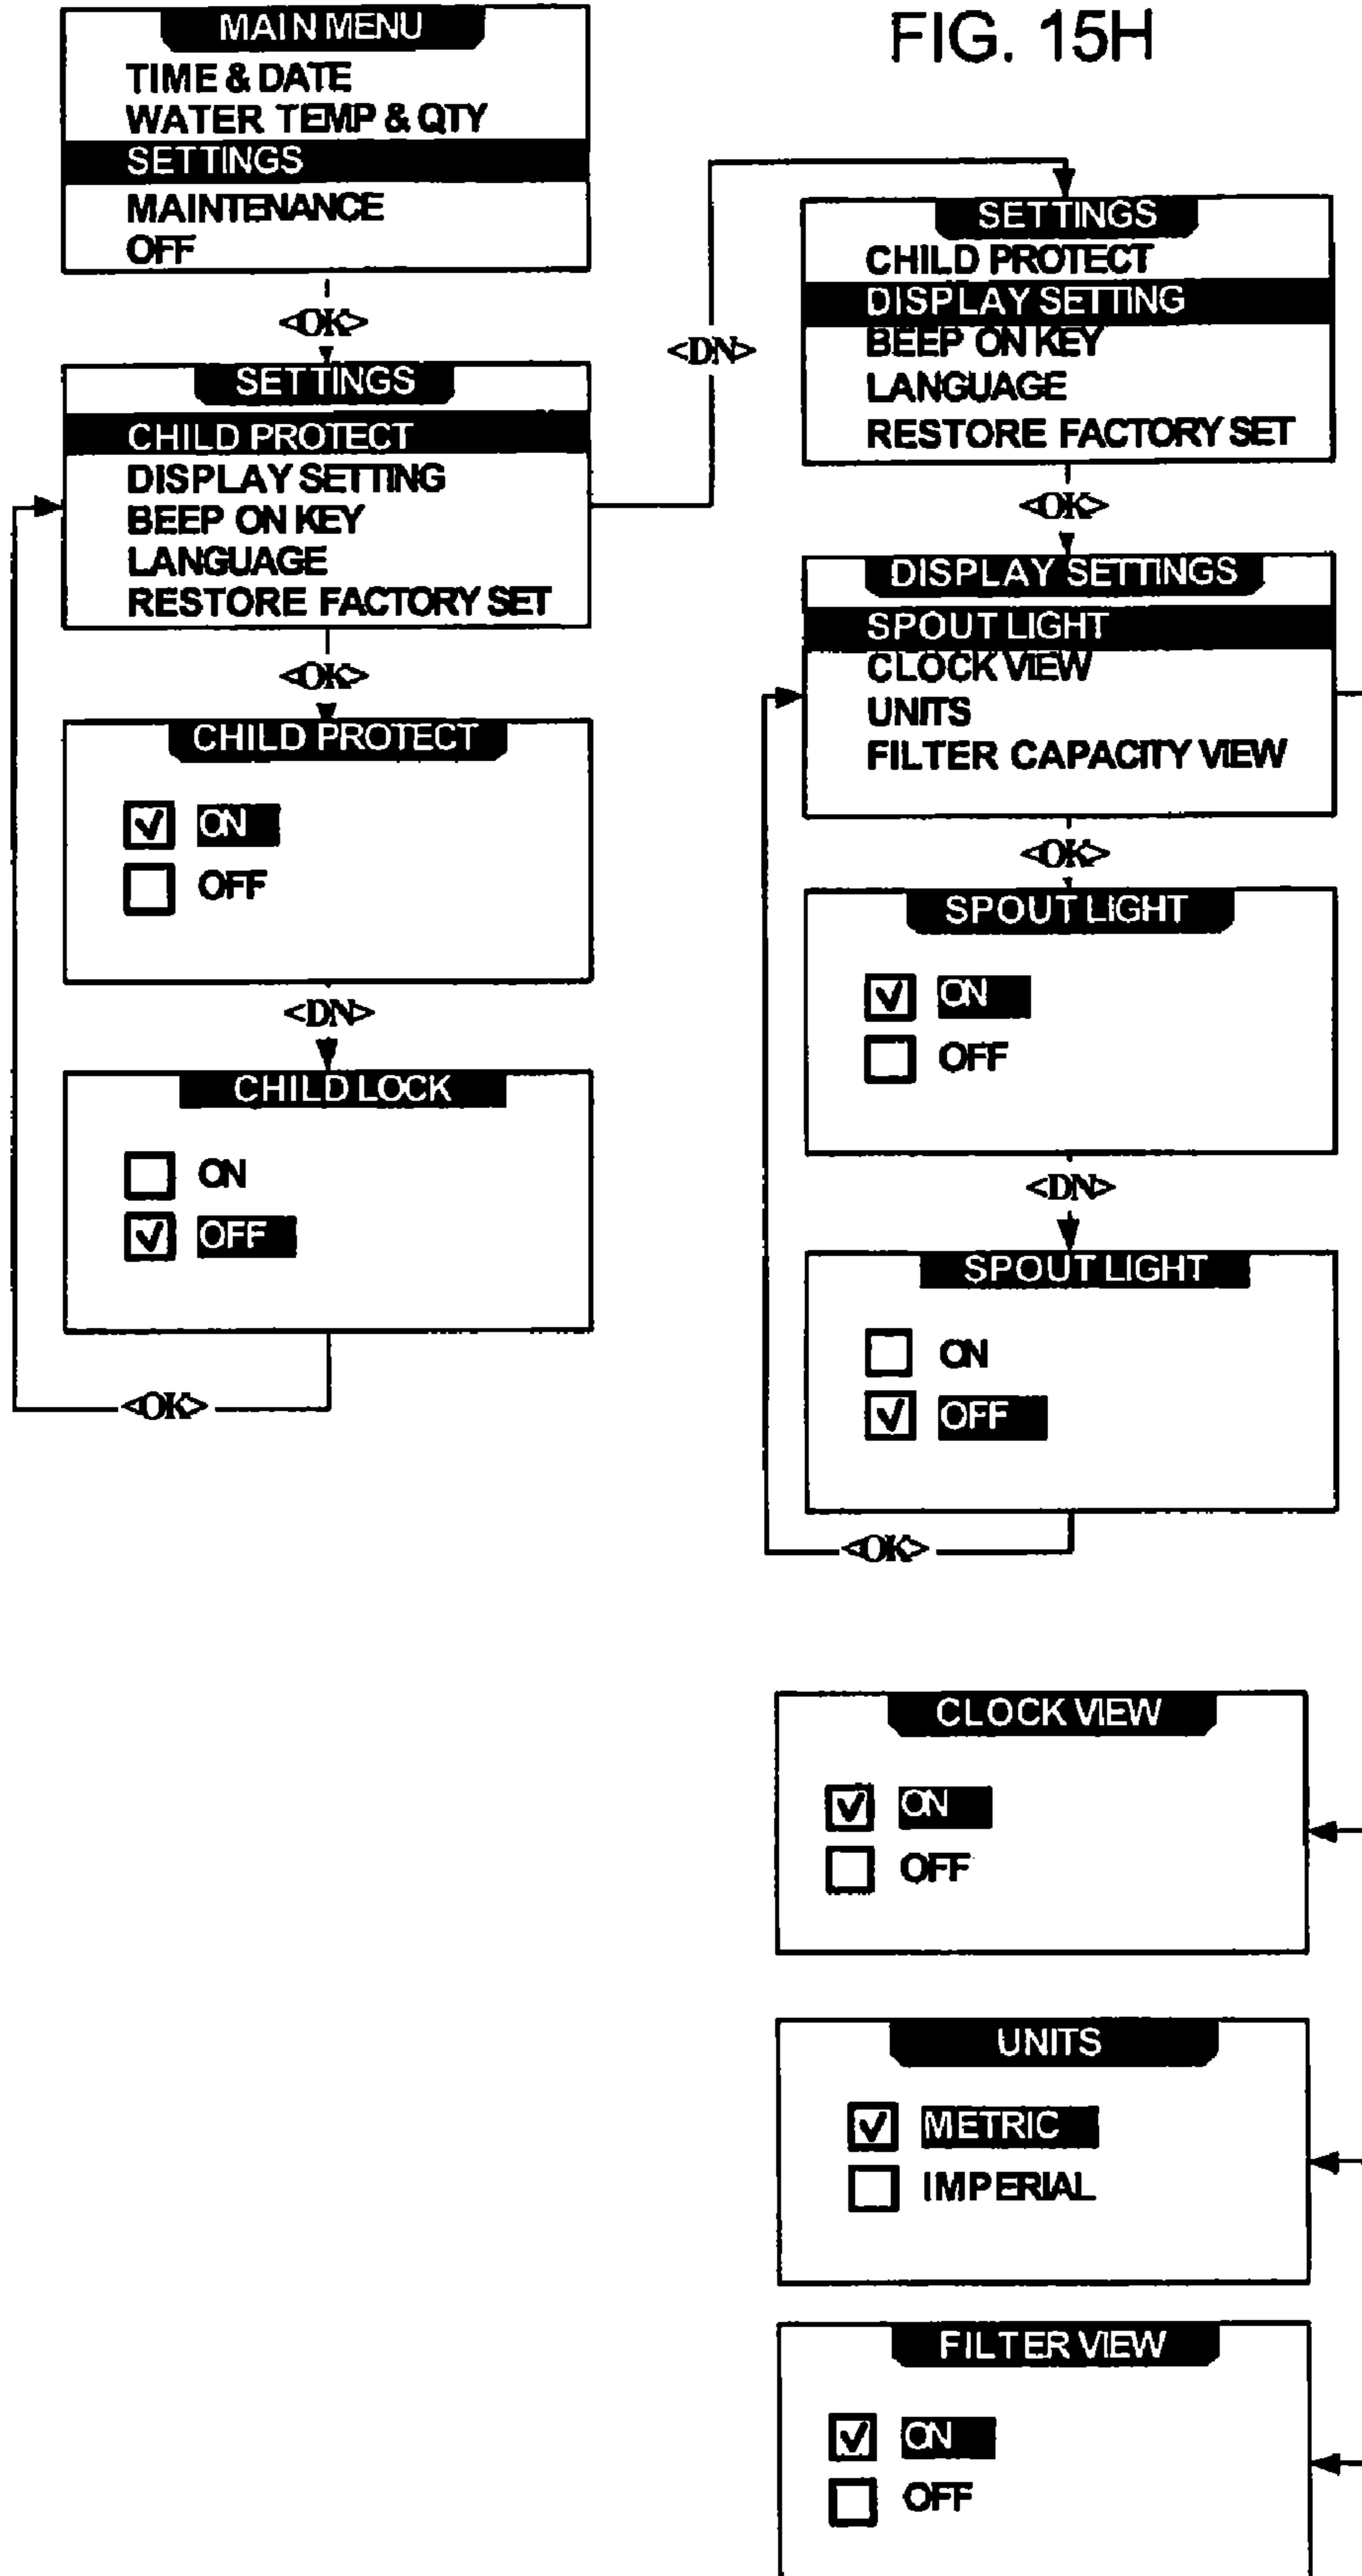 FIG. 15H
MAIN MENU
TIME & DATE
WATER TEMP & QTY
SETTINGS
MAINTENANCE
OFF
<OK>
SETTINGS
CHILD PROTECT
DISPLAY SETTING
BEEP ON KEY
LANGUAGE
RESTORE FACTORY SET
<OK>
CHILD PROTECT
ON
OFF
<DN>
CHILD LOCK
ON
OFF
<OK>
<DN>
SETTINGS
CHILD PROTECT
DISPLAY SETTING
BEEP ON KEY
LANGUAGE
RESTORE FACTORY SET
<OK>
DISPLAY SETTINGS
SPOUT LIGHT
CLOCK VIEW
UNITS
FILTER CAPACITY VIEW
<OK>
SPOUT LIGHT
ON
OFF
<DN>
SPOUT LIGHT
ON
OFF
<OK>
CLOCK VIEW
ON
OFF
UNITS
METRIC
IMPERIAL
FILTER VIEW
ON
OFF